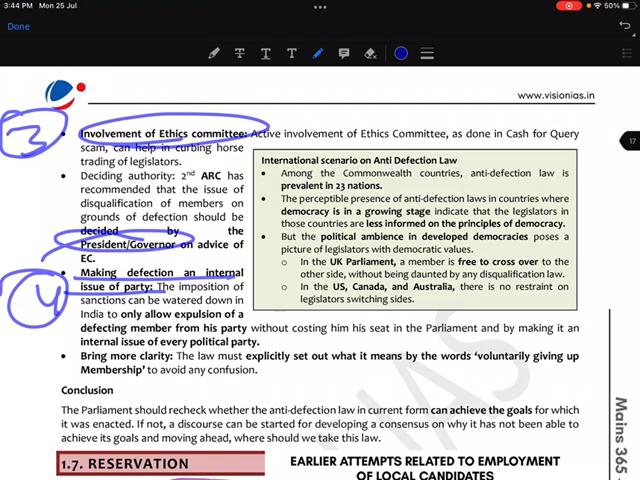 3:44 PM Mon 25 Jul
50%
Done
www.visionias.in
3
17
• Involvement of Ethics committee: Active involvement of Ethics Committee, as done in Cash for Query
scam, can help in curbing horse
trading of legislators.
• Deciding authority: 2nd ARC has
recommended that the issue of
disqualification of members on
grounds of defection should be
decided by the
President/Governor on advice of
EC.
4
• Making defection an internal
issue of party: The imposition of
sanctions can be watered down in
India to only allow expulsion of a
defecting member from his party without costing him his seat in the Parliament and by making it an
internal issue of every political party.
International scenario on Anti Defection Law
• Among the Commonwealth countries, anti-defection law is
prevalent in 23 nations.
• The perceptible presence of anti-defection laws in countries where
democracy is in a growing stage indicate that the legislators in
those countries are less informed on the principles of democracy.
• But the political ambience in developed democracies poses a
picture of legislators with democratic values.
o In the UK Parliament, a member is free to cross over to
the other side, without being daunted by any disqualification law.
o In the US, Canada, and Australia, there is no restraint on
legislators switching sides.
• Bring more clarity: The law must explicitly set out what it means by the words 'voluntarily giving up
Membership' to avoid any confusion.
Conclusion
The Parliament should recheck whether the anti-defection law in current form can achieve the goals for which
it was enacted. If not, a discourse can be started for developing a consensus on why it has not been able to
achieve its goals and moving ahead, where should we take this law.
1.7. RESERVATION
EARLIER ATTEMPTS RELATED TO EMPLOYMENT
OF LOCAL CANDIDATES
Mains 365 -